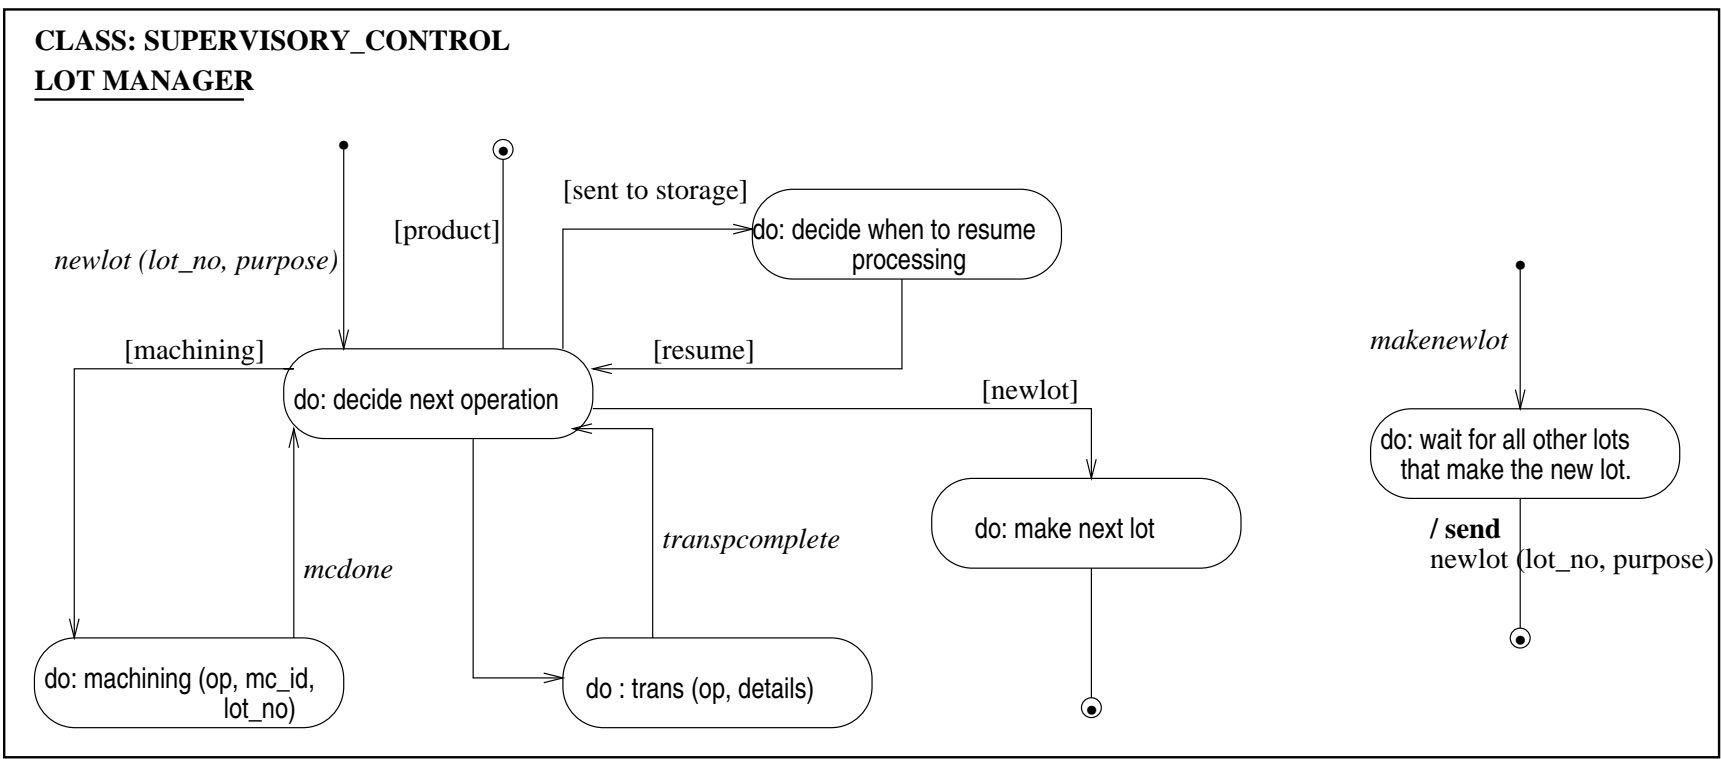 CLASS: SUPERVISORY_CONTROL
LOT MANAGER
[sent to storage]
[product]
do: decide when to resume
processing
newlot (lot_no, purpose)
makenewlot
[machining]
[resume]
[newlot]
do: decide next operation
do: wait for all other lots
that make the new lot.
do: make next lot
/ send
newlot (lot_no, purpose)
transpcomplete
mcdone
do: machining (op, mc_id,
lot_no)
do : trans (op, details)